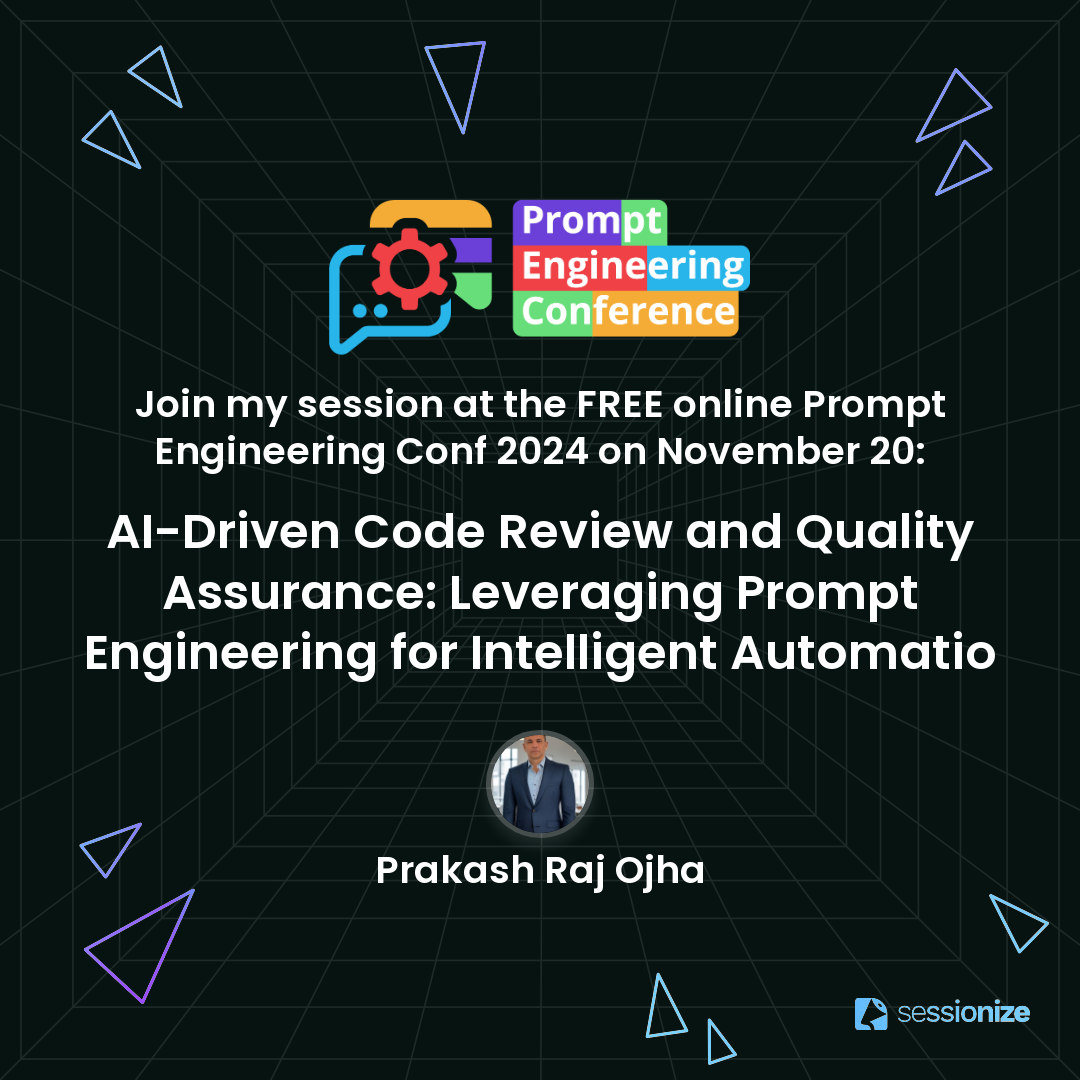 Prompt
Engineering
Conference
Join my session at the FREE online Prompt
Engineering Conf 2024 on November 20:
AI-Driven Code Review and Quality
Assurance: Leveraging Prompt
Engineering for Intelligent Automatio
Prakash Raj Ojha
sessionize